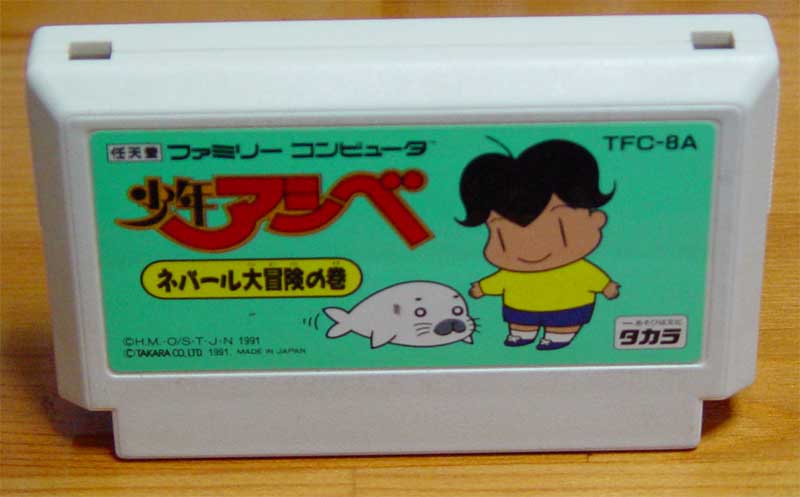 任天堂 ファミリー コンピュータ™
TFC-8A
少年アシベ
ネパール大冒険の巻
©H.M.・O/S・T・J・N 1991
©TAKARA CO., LTD. 1991. MADE IN JAPAN
タカラ